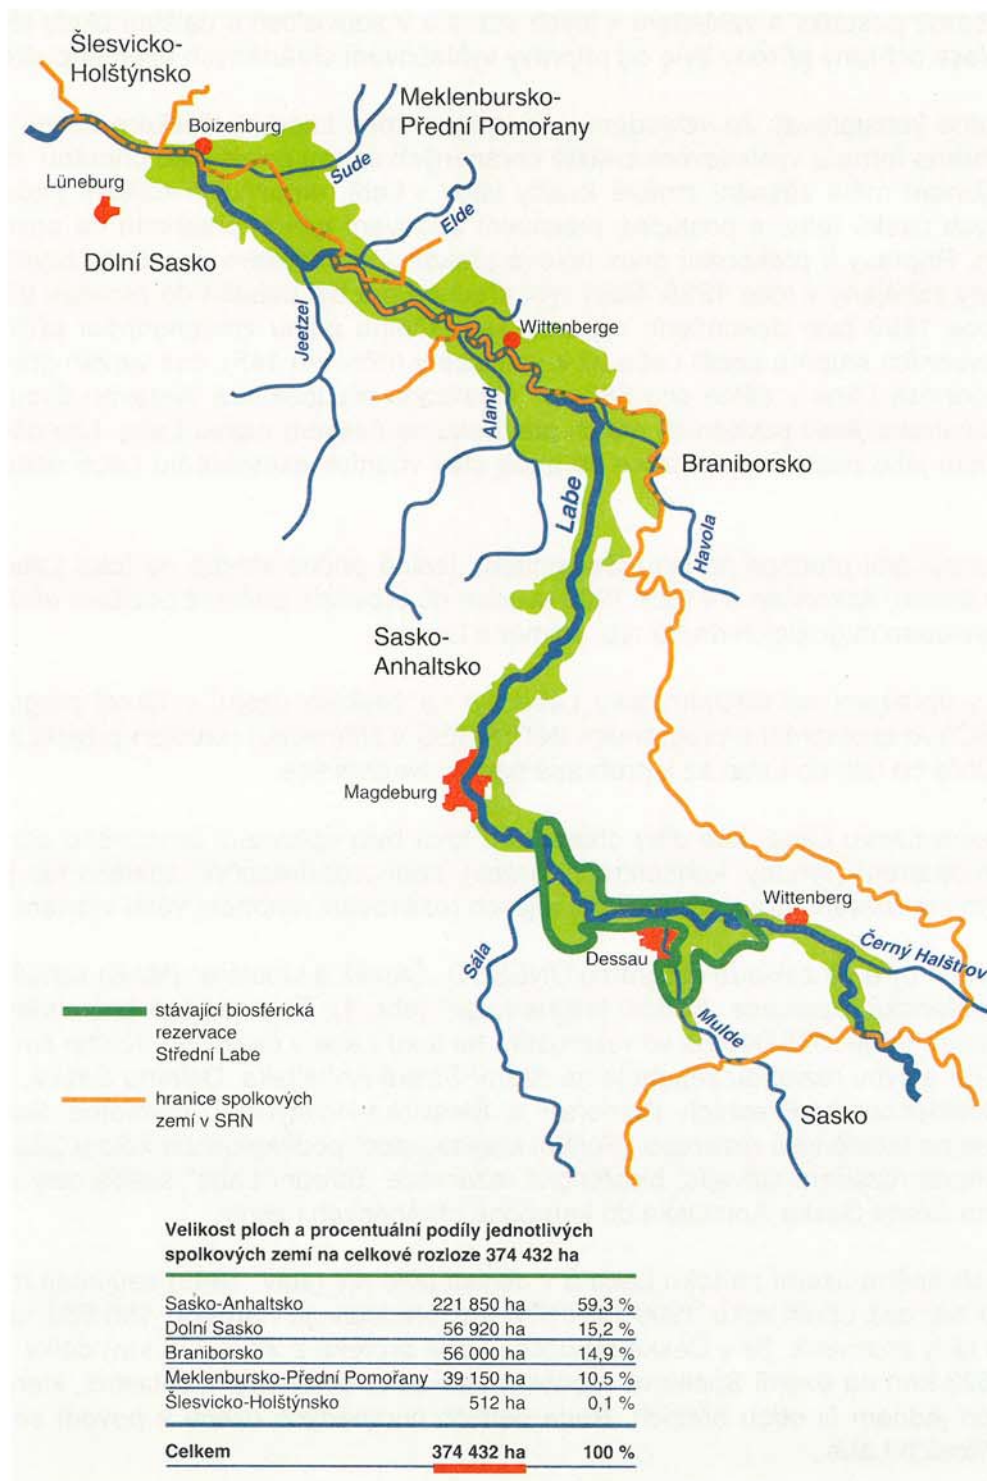 Šlesvicko-
Holštýnsko
Meklenbursko-
Přední Pomořany
Boizenburg
Sude
Lüneburg
Elde
Dolní Sasko
Jeetzel
Wittenberge
Aland
Braniborsko
Labe
Havola
Sasko-
Anhaltsko
Magdeburg
Wittenberg
Černý Halštrov
Sála
Dessau
Mulde
Sasko
stávající biosférická
rezervace
Střední Labe
hranice spolkových
zemí v SRN
Velikost ploch a procentuální podíly jednotlivých
spolkových zemí na celkové rozloze 374 432 ha
Sasko-Anhaltsko 221 850 ha 59,3 %
Dolní Sasko 56 920 ha 15,2 %
Braniborsko 56 000 ha 14,9 %
Meklenbursko-Přední Pomořany 39 150 ha 10,5 %
Šlesvicko-Holštýnsko 512 ha 0,1 %
Celkem 374 432 ha 100 %